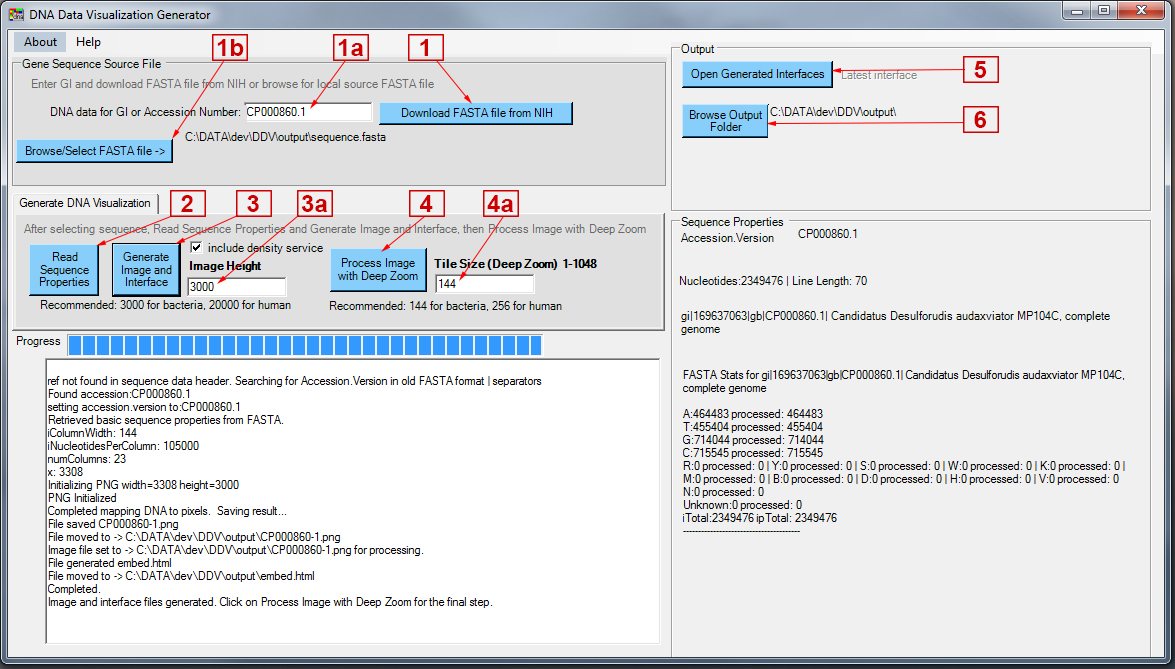 DNA Data Visualization Generator
About Help
1b
1a
1
Gene Sequence Source File
Enter GI and download FASTA file from NIH or browse for local source FASTA file
DNA data for GI or Accession Number: CP000860.1 Download FASTA file from NIH
C:\DATA\dev\DDV\output\sequence.fasta
Browse/Select FASTA file ->
Generate DNA Visualization
2
3
3a
4
4a
After selecting sequence, Read Sequence Properties and Generate Image and Interface, then Process Image with Deep Zoom
Read
Sequence
Properties
Generate
Image and
Interface
include density service
Image Height
3000
Process Image
with Deep Zoom
Tile Size (Deep Zoom) 1-1048
144
Recommended: 3000 for bacteria, 20000 for human
Recommended: 144 for bacteria, 256 for human
Progress
ref not found in sequence data header. Searching for Accession.Version in old FASTA format | separators
Found accession:CP000860.1
setting accession.version to:CP000860.1
Retrieved basic sequence properties from FASTA.
iColumnWidth: 144
iNucleotidesPerColumn: 105000
numColumns: 23
x: 3308
Initializing PNG width=3308 height=3000
PNG Initialized
Completed mapping DNA to pixels. Saving result...
File saved CP000860-1.png
File moved to -> C:\DATA\dev\DDV\output\CP000860-1.png
Image file set to -> C:\DATA\dev\DDV\output\CP000860-1.png for processing.
File generated embed.html
File moved to -> C:\DATA\dev\DDV\output\embed.html
Completed.
Image and interface files generated. Click on Process Image with Deep Zoom for the final step.
Output
Open Generated Interfaces
Latest interface
5
Browse Output
Folder
C:\DATA\dev\DDV\output\
6
Sequence Properties
Accession.Version CP000860.1
Nucleotides:2349476 | Line Length: 70
gi|169637063|gb|CP000860.1| Candidatus Desulforudis audaxviator MP104C, complete
genome
FASTA Stats for gi|169637063|gb|CP000860.1| Candidatus Desulforudis audaxviator MP104C,
complete genome
A:464483 processed: 464483
T:455404 processed: 455404
G:714044 processed: 714044
C:715545 processed: 715545
R:0 processed: 0 | Y:0 processed: 0 | S:0 processed: 0 | W:0 processed: 0 | K:0 processed: 0 |
M:0 processed: 0 | B:0 processed: 0 | D:0 processed: 0 | H:0 processed: 0 | V:0 processed: 0
N:0 processed: 0
Unknown:0 processed: 0
iTotal:2349476 ipTotal: 2349476
----------------------------------------